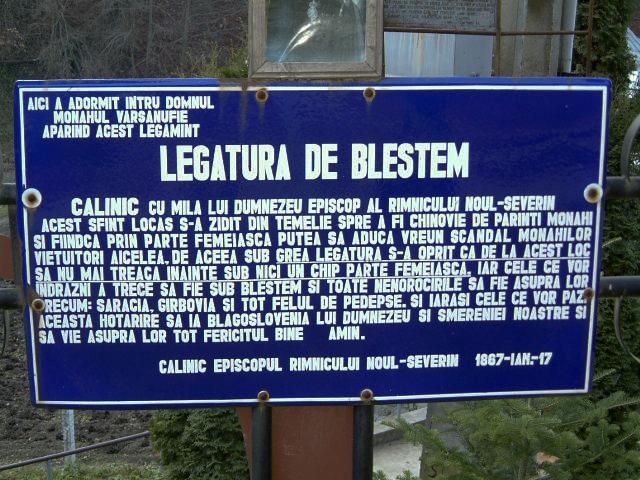 AICI A ADORMIT INTRU DOMNUL
MONAHUL VARSANUFIE
APARIND ACEST LEGAMINT
LEGATURA DE BLESTEM
CALINIC CU MILA LUI DUMNEZEU EPISCOP AL RIMNICULUI NOUL-SEVERIN
ACEST SFINT LOCAS S-A ZIDIT DIN TEMELIE SPRE A FI CHINOVIE DE PARINTI MONAHI
SI FIINDCA PRIN PARTE FEMEIASCA PUTEA SA ADUCA VREUN SCANDAL MONAHILOR
VIETUITORI AICELEA. DE ACEEA SUB GREA LEGATURA S-A OPRIT CA DE LA ACEST LOC
SA NU MAI TREACA INAINTE SUB NICI UN CHIP PARTE FEMEIASCA. IAR CELE CE VOR
INDRAZNI A TRECE SA FIE SUB BLESTEM SI TOATE NENOROCIRILE SA FIE ASUPRA LOR
PRECUM: SARACIA, GIRBOVIA SI TOT FELUL DE PEDEPSE. SI IARASI CELE CE VOR PAZI
ACEASTA HOTARIRE SA IA BLAGOSLOVENIA LUI DUMNEZEU SI SMERENIEI NOASTRE SI
SA VIE ASUPRA LOR TOT FERICITUL BINE AMIN.
CALINIC EPISCOPUL RIMNICULUI NOUL-SEVERIN 1867-IAN.-17